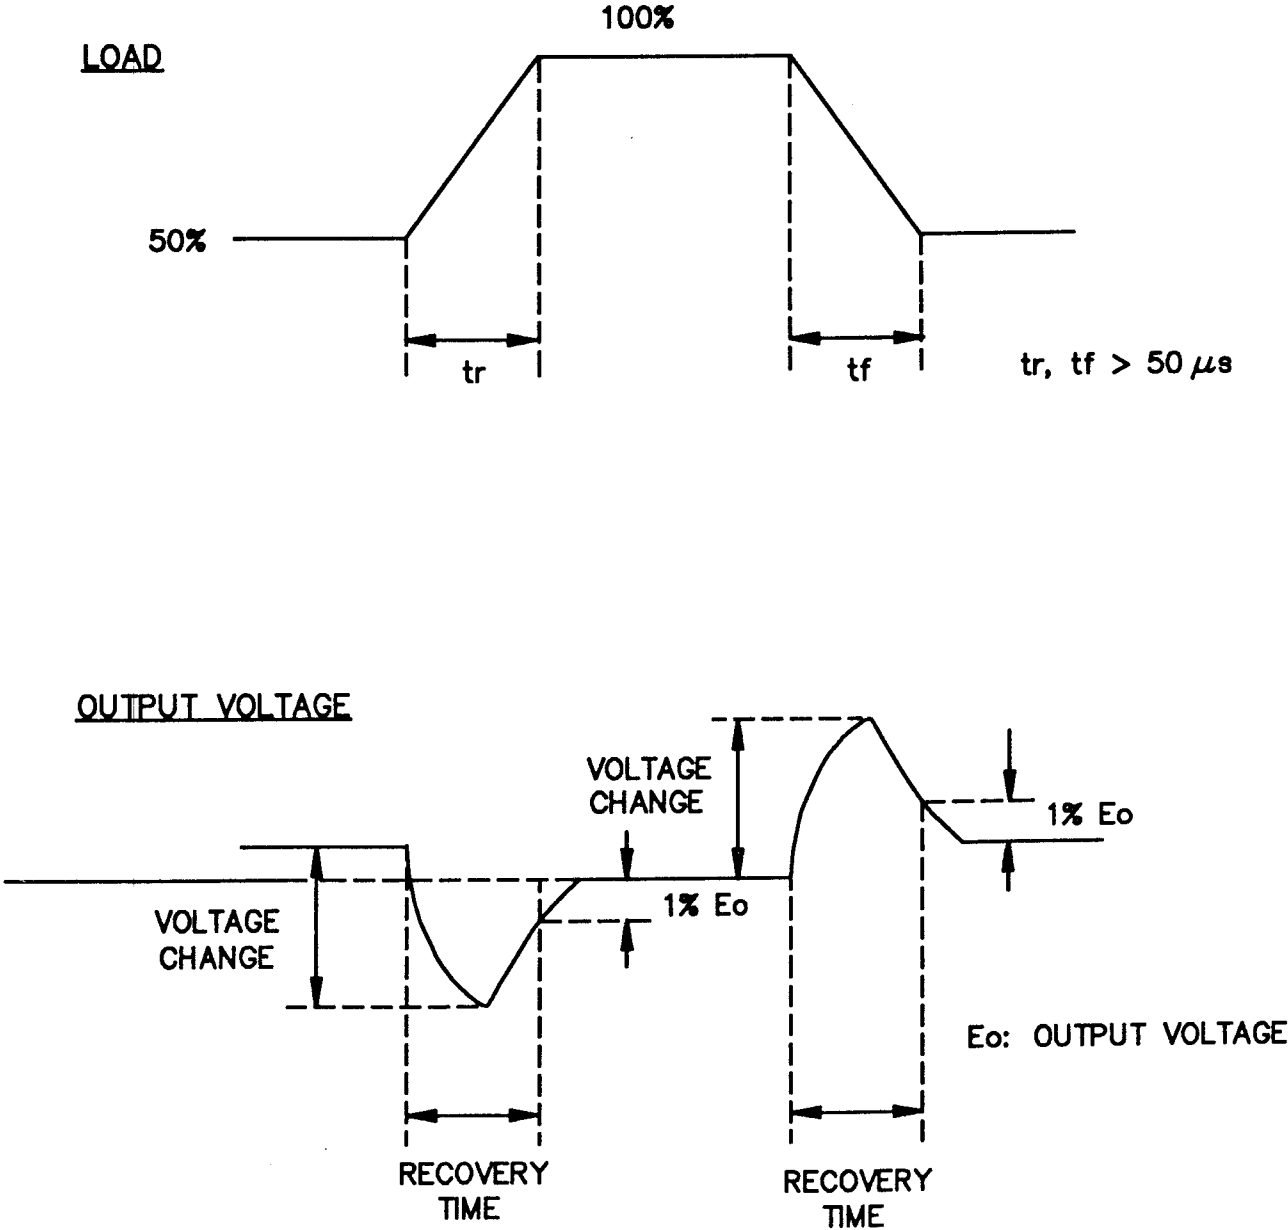 100%
LOAD
50%
tr
tf
tr, tf > 50 μs
OUTPUT VOLTAGE
VOLTAGE
CHANGE
1% Eo
VOLTAGE
CHANGE
1% Eo
Eo: OUTPUT VOLTAGE
RECOVERY
TIME
RECOVERY
TIME